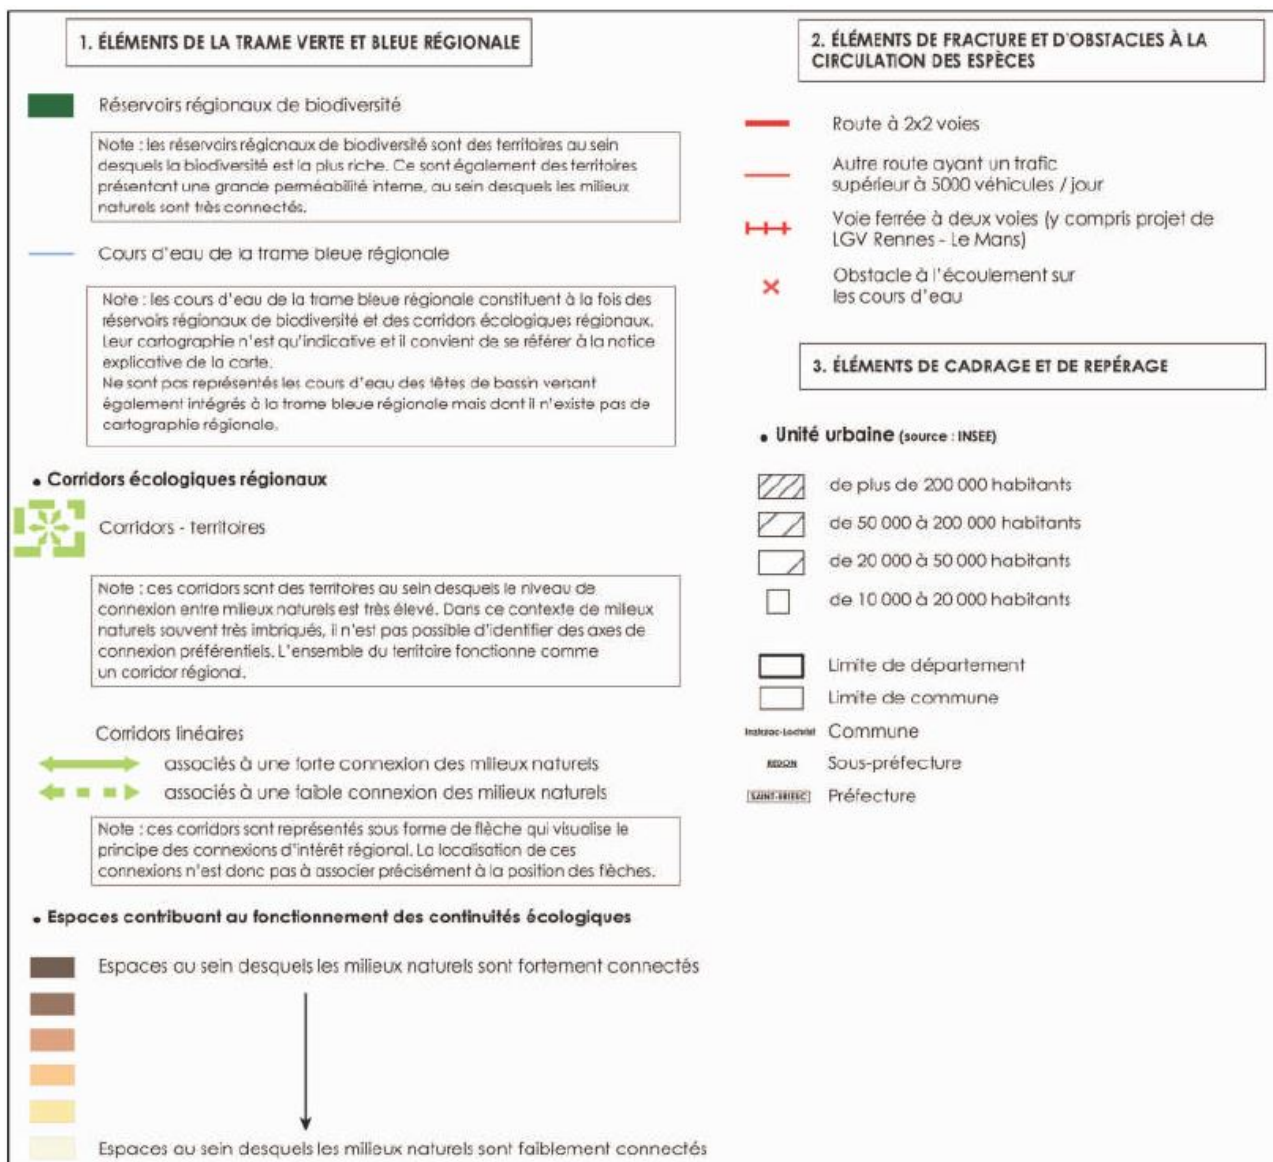 1. ÉLÉMENTS DE LA TRAME VERTE ET BLEUE RÉGIONALE
Réservoirs régionaux de biodiversité
Note : les réservoirs régionaux de biodiversité sont des territoires au sein
desquels la biodiversité est la plus riche. Ce sont également des territoires
présentant une grande perméabilité interne, au sein desquels les milieux
naturels sont très connectés.
Cours d'eau de la trame bleue régionale
Note : les cours d'eau de la trame bleue régionale constituent à la fois des
réservoirs régionaux de biodiversité et des corridors écologiques régionaux.
Leur cartographie n'est qu'indicative et il convient de se référer à la notice
explicative de la carte.
Ne sont pas représentés les cours d'eau des têtes de bassin versant
également intégrés à la trame bleue régionale mais dont il n'existe pas de
cartographie régionale.
• Corridors écologiques régionaux
Corridors - territoires
Note : ces corridors sont des territoires au sein desquels le niveau de
connexion entre milieux naturels est très élevé. Dans ce contexte de milieux
naturels souvent très imbriqués, il n'est pas possible d'identifier des axes de
connexion préférentiels. L'ensemble du territoire fonctionne comme
un corridor régional.
Corridors linéaires
associés à une forte connexion des milieux naturels
associés à une faible connexion des milieux naturels
Note : ces corridors sont représentés sous forme de flèche qui visualise le
principe des connexions d'intérêt régional. La localisation de ces
connexions n'est donc pas à associer précisément à la position des flèches.
• Espaces contribuant au fonctionnement des continuités écologiques
Espaces au sein desquels les milieux naturels sont fortement connectés
Espaces au sein desquels les milieux naturels sont faiblement connectés
2. ÉLÉMENTS DE FRACTURE ET D'OBSTACLES À LA
CIRCULATION DES ESPÈCES
Route à 2x2 voies
Autre route ayant un trafic
supérieur à 5000 véhicules / jour
Voie ferrée à deux voies (y compris projet de
LGV Rennes - Le Mans)
Obstacle à l'écoulement sur
les cours d'eau
3. ÉLÉMENTS DE CADRAGE ET DE REPÉRAGE
• Unité urbaine (source : INSEE)
de plus de 200 000 habitants
de 50 000 à 200 000 habitants
de 20 000 à 50 000 habitants
de 10 000 à 20 000 habitants
Limite de département
Limite de commune
Inzinzac-Lochrist Commune
REDON Sous-préfecture
SAINT-BRIEUC Préfecture